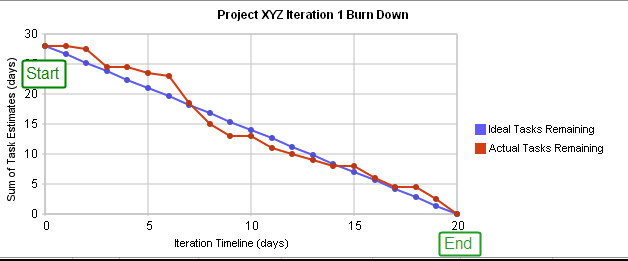 Project XYZ Iteration 1 Burn Down
Sum of Task Estimates (days)
30
20
15
10
5
0
Start
0
5
10
15
20
Iteration Timeline (days)
End
Ideal Tasks Remaining
Actual Tasks Remaining